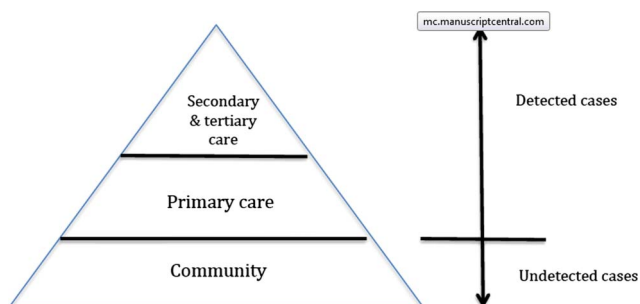 mc.manuscriptcentral.com
Secondary
& tertiary
care
Detected cases
Primary care
Community
Undetected cases